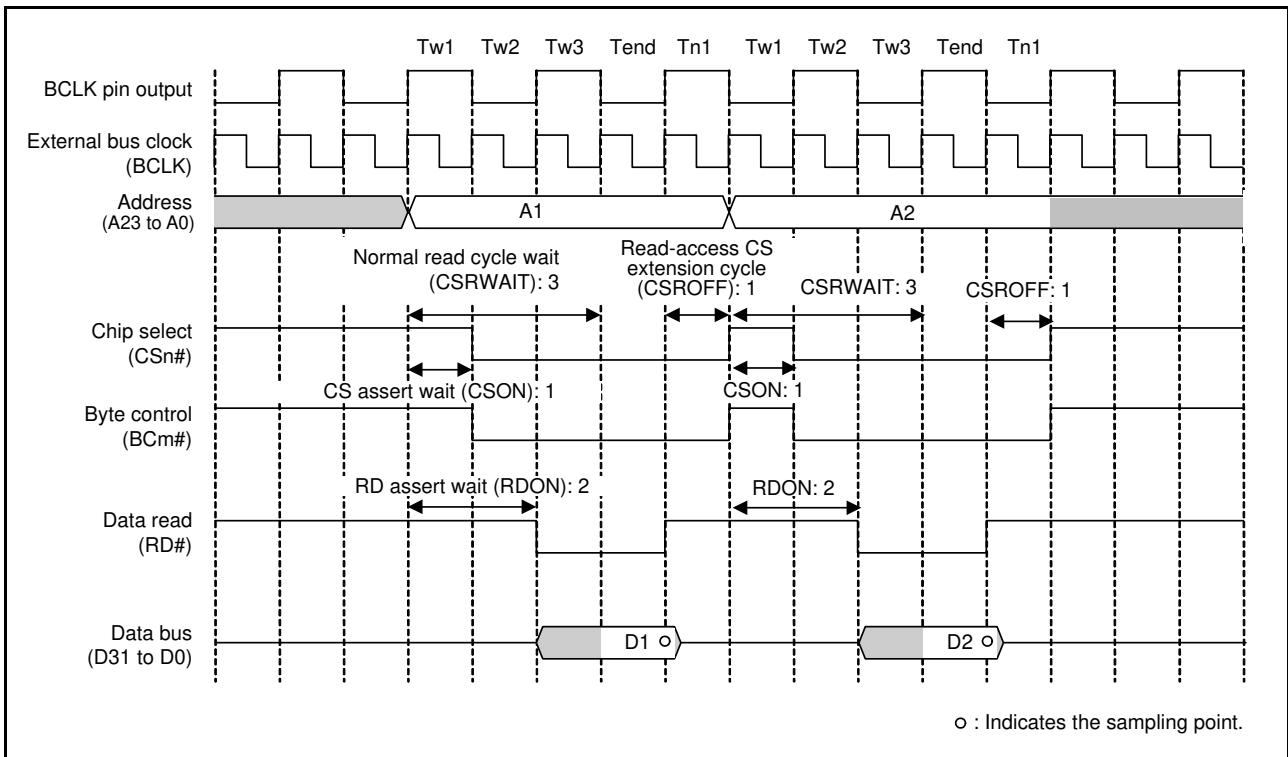 Tw1 Tw2 Tw3 Tend Tn1 Tw1 Tw2 Tw3 Tend Tn1
BCLK pin output
External bus clock
(BCLK)
Address
(A23 to A0)
A1
A2
Normal read cycle wait
(CSRWAIT): 3
Read-access CS
extension cycle
(CSROFF): 1
CSRWAIT: 3
CSROFF: 1
Chip select
(CSn#)
CS assert wait (CSON): 1
CSON: 1
Byte control
(BCm#)
RD assert wait (RDON): 2
RDON: 2
Data read
(RD#)
Data bus
(D31 to D0)
D1
D2
: Indicates the sampling point.